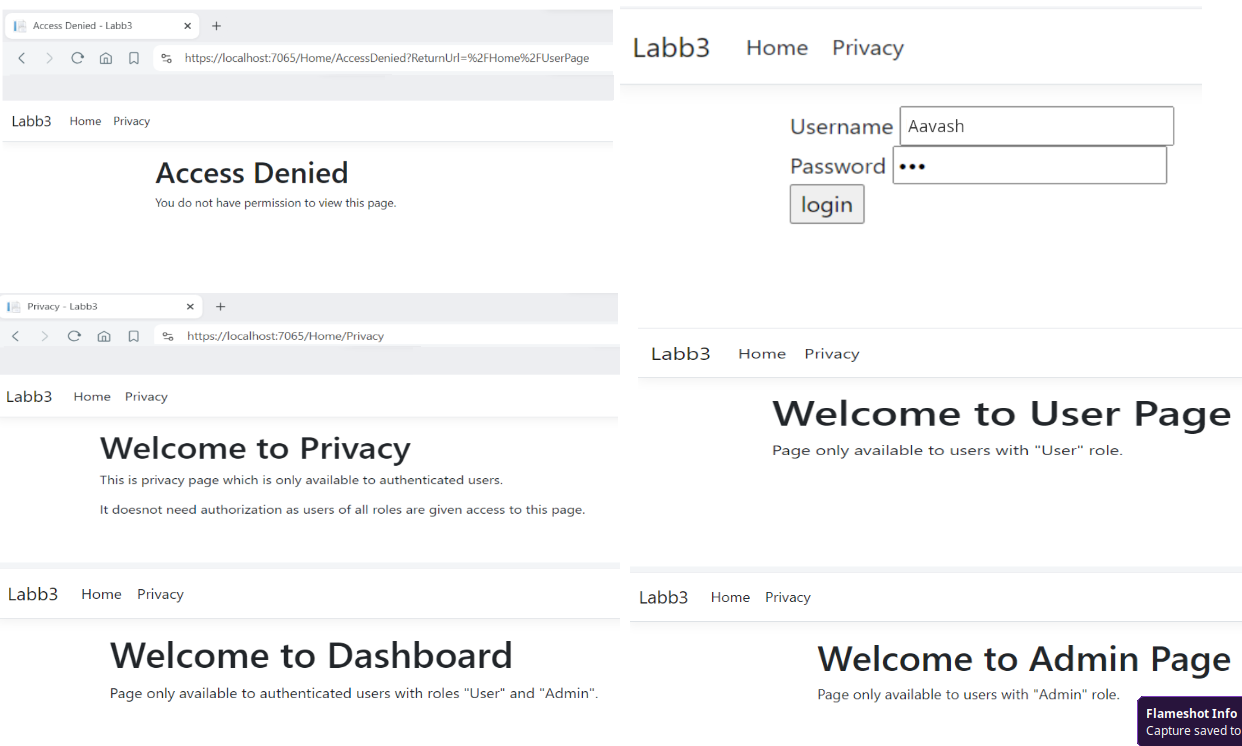 Access Denied - Labb3
https://localhost:7065/Home/AccessDenied?ReturnUrl=%2FHome%2FUserPage
Labb3 Home Privacy
Access Denied
You do not have permission to view this page.
Labb3 Home Privacy
Username Aavash
Password •••
login
Privacy - Labb3
https://localhost:7065/Home/Privacy
Labb3 Home Privacy
Welcome to Privacy
This is privacy page which is only available to authenticated users.
It doesnot need authorization as users of all roles are given access to this page.
Labb3 Home Privacy
Welcome to User Page
Page only available to users with "User" role.
Labb3 Home Privacy
Welcome to Dashboard
Page only available to authenticated users with roles "User" and "Admin".
Labb3 Home Privacy
Welcome to Admin Page
Page only available to users with "Admin" role.
Flameshot Info
Capture saved to